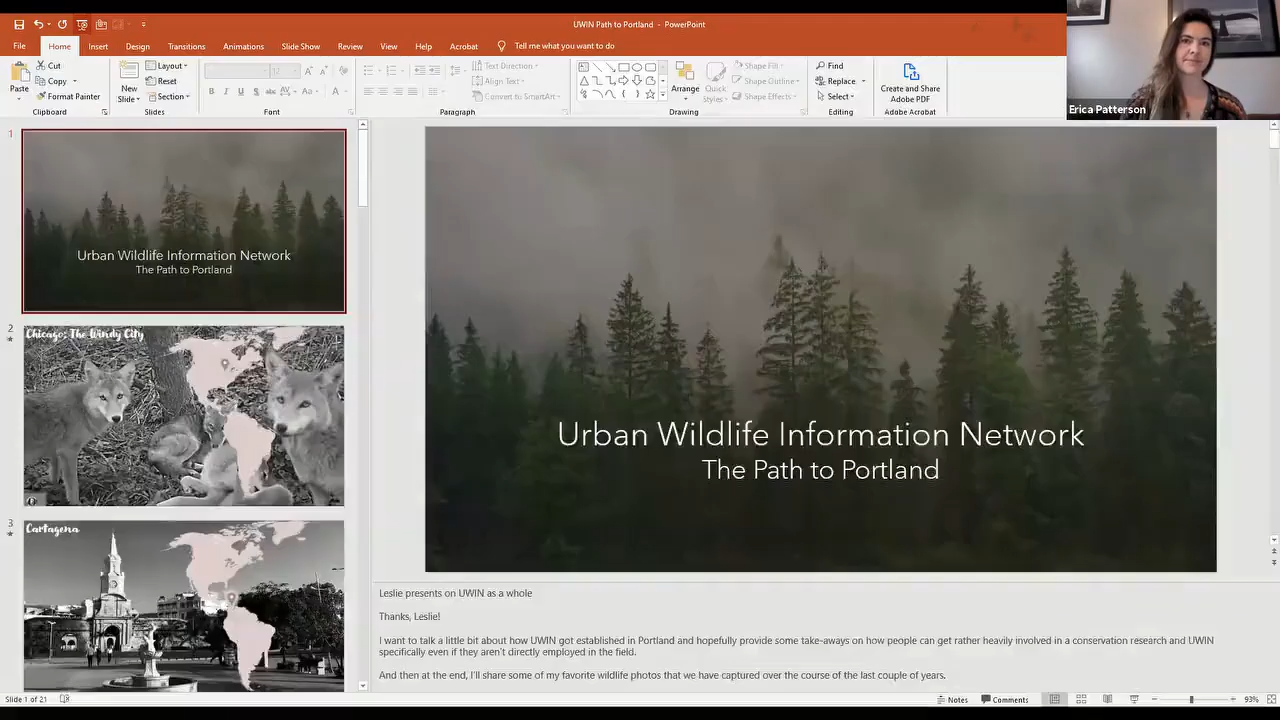 UWIN Path to Portland - PowerPoint
Erica Patterson
File Home Insert Design Transitions Animations Slide Show Review View Help Acrobat Tell me what you want to do
Paste
Cut
Copy
Format Painter
Clipboard
New
Slide
Layout
Reset
Section
Slides
Font
Text Direction
Align Text
Convert to SmartArt
Paragraph
Arrange
Quick
Styles
Shape Fill
Shape Outline
Shape Effects
Drawing
Find
Replace
Select
Editing
Create and Share
Adobe PDF
Adobe Acrobat
1
Urban Wildlife Information Network
The Path to Portland
2
Chicago: The Windy City
3
Cartagena
Urban Wildlife Information Network
The Path to Portland
Leslie presents on UWIN as a whole
Thanks, Leslie!
I want to talk a little bit about how UWIN got established in Portland and hopefully provide some take-aways on how people can get rather heavily involved in a conservation research and UWIN
specifically even if they aren't directly employed in the field.
And then at the end, I'll share some of my favorite wildlife photos that we have captured over the course of the last couple of years.
Slide 1 of 21
Notes
Comments
93%